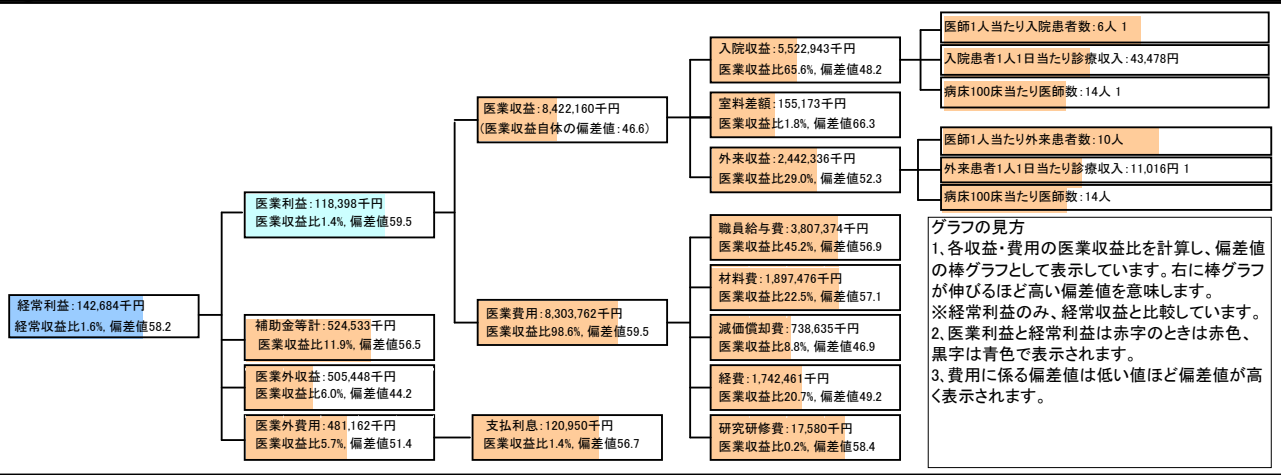 経常利益：142,684千円
経常収益比1.6%, 偏差値58.2
医業利益：118,398千円
医業収益比1.4%, 偏差値59.5
補助金等計：524,533千円
医業収益比11.9%, 偏差値56.5
医業外収益：505,448千円
医業収益比6.0%, 偏差値44.2
医業外費用：481,162千円
医業収益比5.7%, 偏差値51.4
医業収益：8,422,160千円
(医業収益自体の偏差値：46.6)
医業費用：8,303,762千円
医業収益比98.6%, 偏差値59.5
支払利息：120,950千円
医業収益比1.4%, 偏差値56.7
入院収益：5,522,943千円
医業収益比65.6%, 偏差値48.2
室料差額：155,173千円
医業収益比1.8%, 偏差値66.3
外来収益：2,442,336千円
医業収益比29.0%, 偏差値52.3
職員給与費：3,807,374千円
医業収益比45.2%, 偏差値56.9
材料費：1,897,476千円
医業収益比22.5%, 偏差値57.1
減価償却費：738,635千円
医業収益比8.8%, 偏差値46.9
経費：1,742,461千円
医業収益比20.7%, 偏差値49.2
研究研修費：17,580千円
医業収益比0.2%, 偏差値58.4
医師1人当たり入院患者数：6人 1
入院患者1人1日当たり診療収入：43,478円
病床100床当たり医師数：14人 1
医師1人当たり外来患者数：10人
外来患者1人1日当たり診療収入：11,016円 1
病床100床当たり医師数：14人
グラフの見方
1、各収益・費用の医業収益比を計算し、偏差値
の棒グラフとして表示しています。右に棒グラフ
が伸びるほど高い偏差値を意味します。
※経常利益のみ、経常収益と比較しています。
2、医業利益と経常利益は赤字のときは赤色、
黒字は青色で表示されます。
3、費用に係る偏差値は低い値ほど偏差値が高
く表示されます。